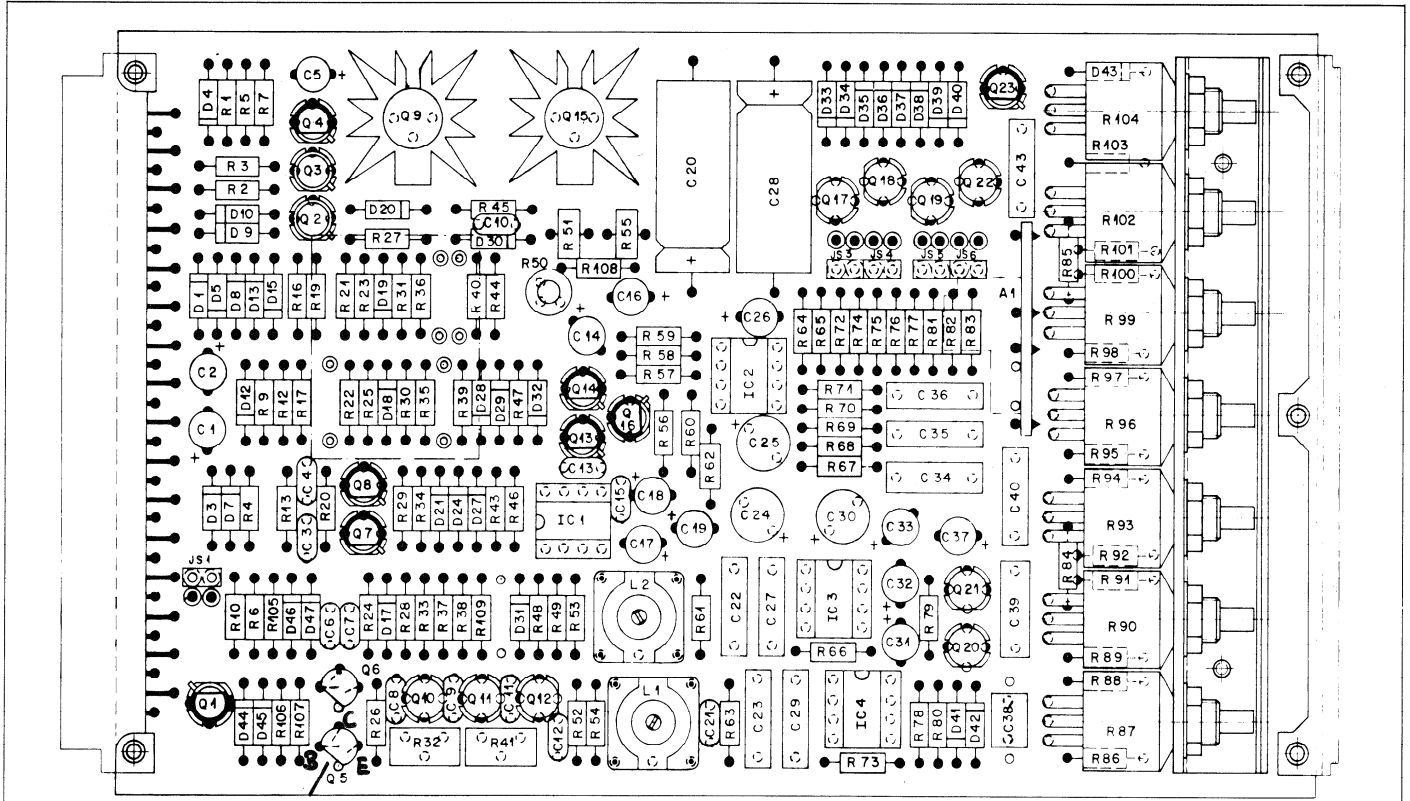 D4 R1 R5 R7 C5 + Q4 Q9 Q15 C20 + C28 D33 D34 D35 D36 D37 D38 D39 D40 Q23 D43
R104
R103
R3 Q3 C43
R2 Q18 Q22
D10 Q2 D20 R45 Q17 Q19 R102
D9 C10
R27 D30 R51 R55 JS3 JS4 JS5 JS6 R85 R101
R108 + R100
D1 D5 D8 D13 D15 R16 R19 R21 R23 D19 R31 R36 R40 R44 R50 C16 + A1
C26 R64 R65 R72 R74 R75 R76 R77 R81 R82 R83 R99
+ C14 + R59
R58 IC2 R98
C2 + R57 R97
D12 R9 R12 R17 R22 R25 D18 R30 R35 R39 D28 D29 R47 D32 Q14 R71 C36
C1 + Q16 R56 R60 R70 R96
Q13 + C25 R69 C35
R62 R68 R95
C13 R67
D3 D7 R4 R13 C4 R20 Q8 C15 + C18 C34 R94
C3 Q7 R29 R34 D21 D24 D27 R43 R46 IC1 + C19 C24 C30 C33 + C40 R93
C17 + + + C37 + R92
JS1 R84
L2 C32 R91
R10 R6 R105 D46 D47 C6 C7 R24 D17 R28 R33 R37 R38 R109 D31 R48 R49 R53 R61 C22 C27 IC3 + R79 Q21 C39 R90
C31 Q20
R66 R89
Q6 R88
Q1 C8 Q10 C9 Q11 C11 Q12 L1
D44 D45 R106 R107 C R26 R52 R54 C21 R63 C23 C29 IC4 R78 R80 D41 D42 C38 R87
B E R32 R41 C12
Q5 R73 R86